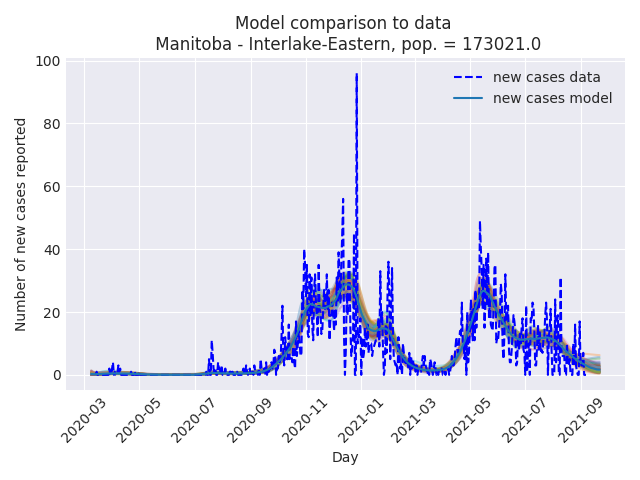 Model comparison to data
Manitoba - Interlake-Eastern, pop. = 173021.0
new cases data
new cases model
Number of new cases reported
100
80
60
40
20
0
2020-03
2020-05
2020-07
2020-09
2020-11
2021-01
2021-03
2021-05
2021-07
2021-09
Day